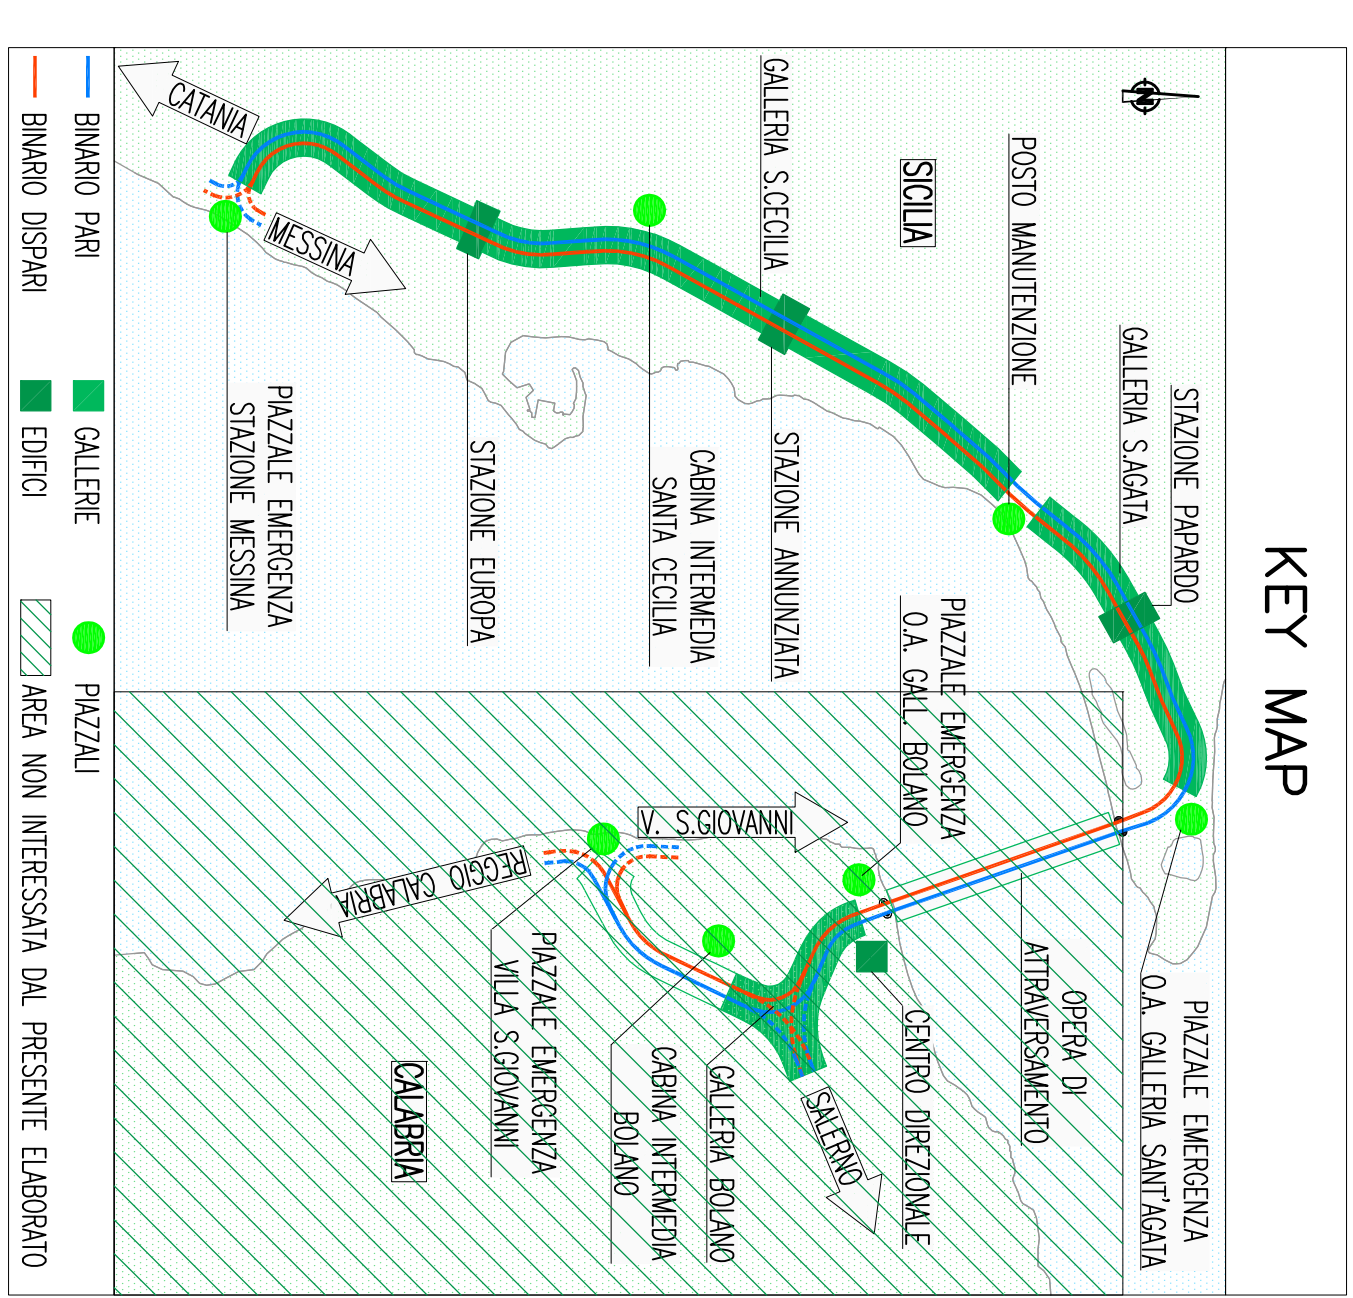 KEY MAP
N
STAZIONE PAPARDO
PIAZZALE EMERGENZA
O.A. GALLERIA SANT'AGATA
GALLERIA S.AGATA
OPERA DI
ATTRAVERSAMENTO
POSTO MANUTENZIONE
PIAZZALE EMERGENZA
O.A. GALL. BOLANO
SICILIA
CENTRO DIREZIONALE
SALERNO
GALLERIA S.CECILIA
STAZIONE ANNUNZIATA
V. S.GIOVANNI
GALLERIA BOLANO
CABINA INTERMEDIA
SANTA CECILIA
CABINA INTERMEDIA
BOLANO
STAZIONE EUROPA
PIAZZALE EMERGENZA
VILLA S.GIOVANNI
REGGIO CALABRIA
CALABRIA
MESSINA
CATANIA
PIAZZALE EMERGENZA
STAZIONE MESSINA
BINARIO PARI
GALLERIE
PIAZZALI
BINARIO DISPARI
EDIFICI
AREA NON INTERESSATA DAL PRESENTE ELABORATO